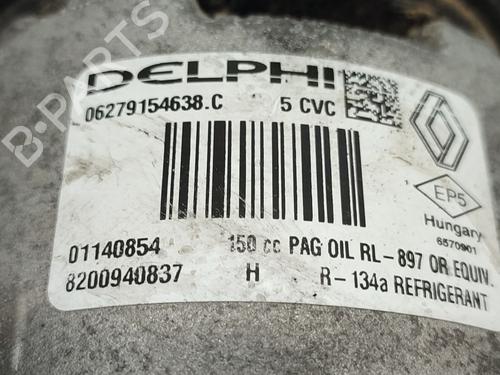 DELPHI
06279154638.C 5 CVC
EP5
Hungary
6570901
01140854 150 cc PAG OIL RL-897 OR EQUIV.
8200940837 H R-134a REFRIGERANT
B-PARTS